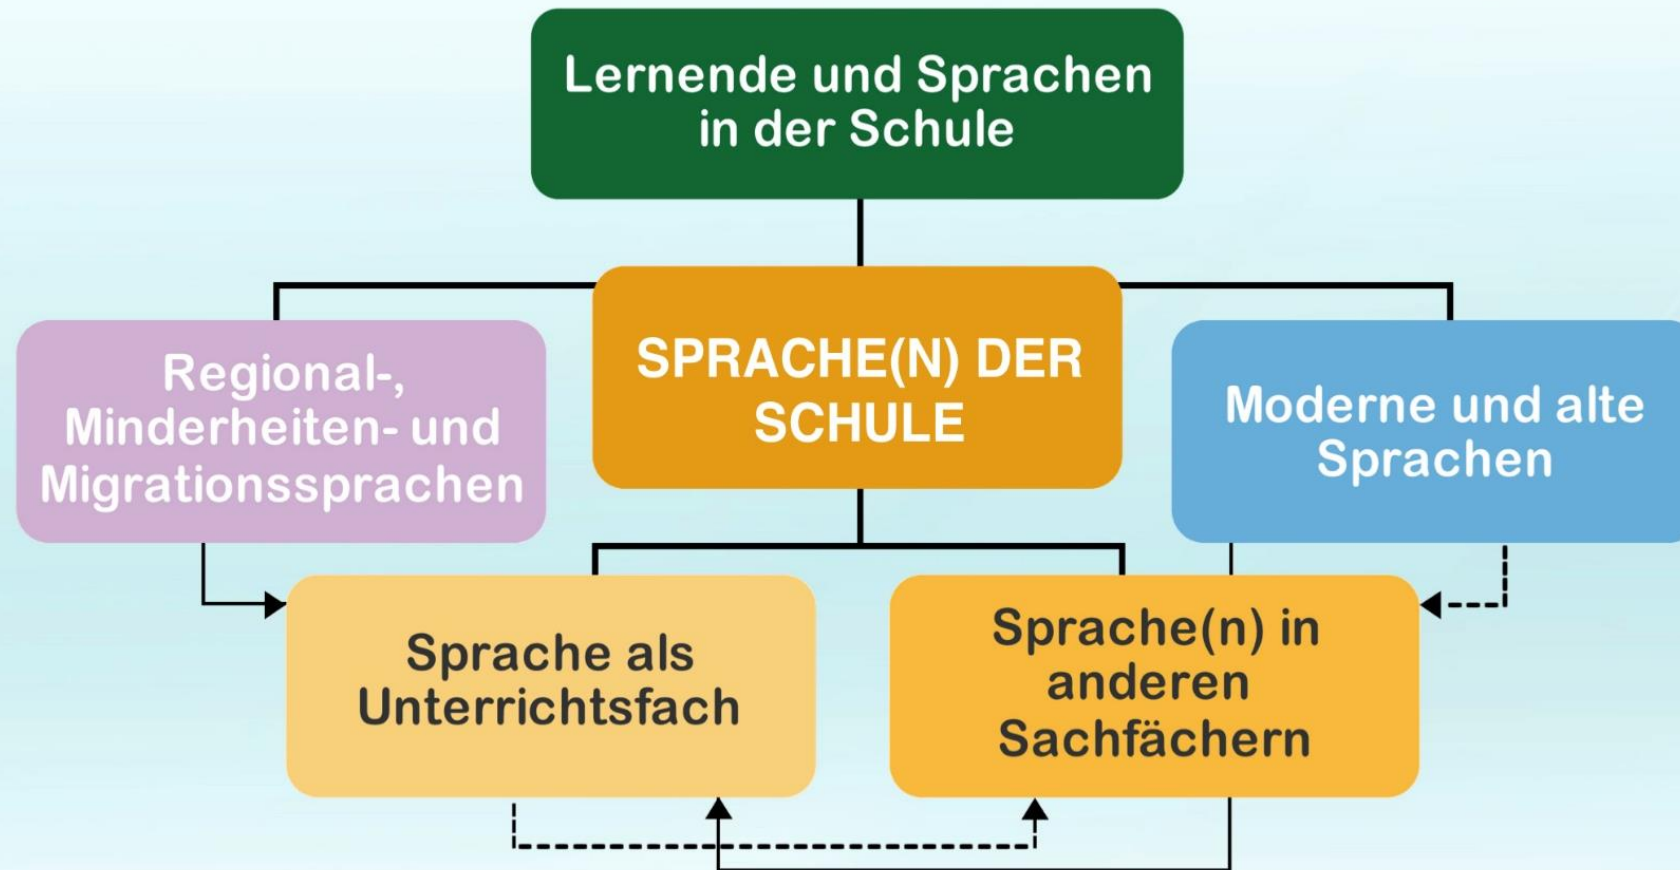 Lernende und Sprachen
in der Schule
SPRACHE(N) DER
SCHULE
Regional-,
Minderheiten- und
Migrationssprachen
Moderne und alte
Sprachen
Sprache als
Unterrichtsfach
Sprache(n) in
anderen
Sachfächern